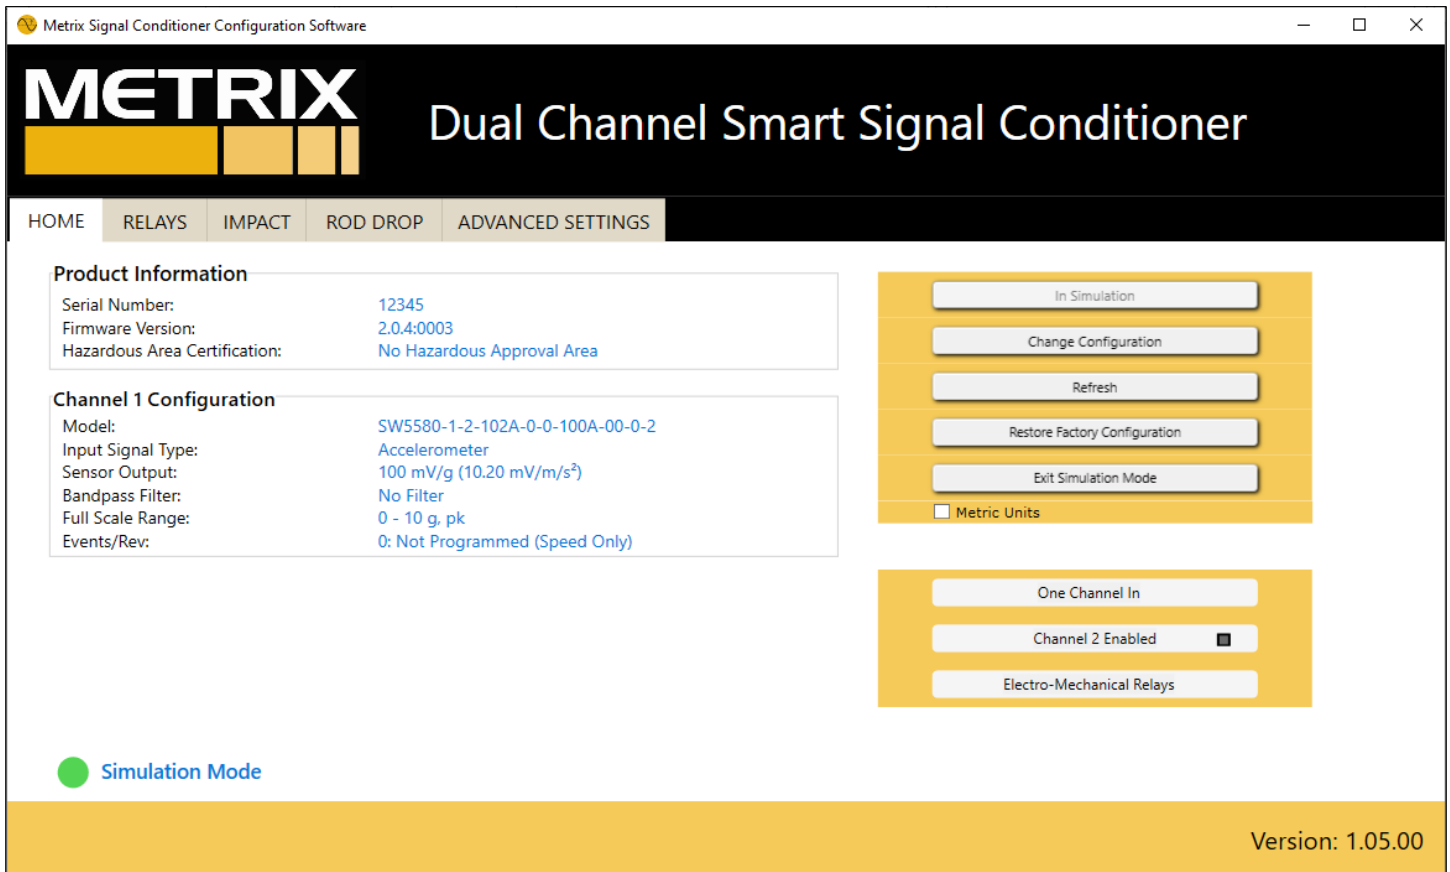 Metrix Signal Conditioner Configuration Software
METRIX
Dual Channel Smart Signal Conditioner
HOME RELAYS IMPACT ROD DROP ADVANCED SETTINGS
Product Information
Serial Number: 12345
Firmware Version: 2.0.4:0003
Hazardous Area Certification: No Hazardous Approval Area
Channel 1 Configuration
Model: SW5580-1-2-102A-0-0-100A-00-0-2
Input Signal Type: Accelerometer
Sensor Output: 100 mV/g (10.20 mV/m/s²)
Bandpass Filter: No Filter
Full Scale Range: 0 - 10 g, pk
Events/Rev: 0: Not Programmed (Speed Only)
In Simulation
Change Configuration
Refresh
Restore Factory Configuration
Exit Simulation Mode
Metric Units
One Channel In
Channel 2 Enabled
Electro-Mechanical Relays
Simulation Mode
Version: 1.05.00